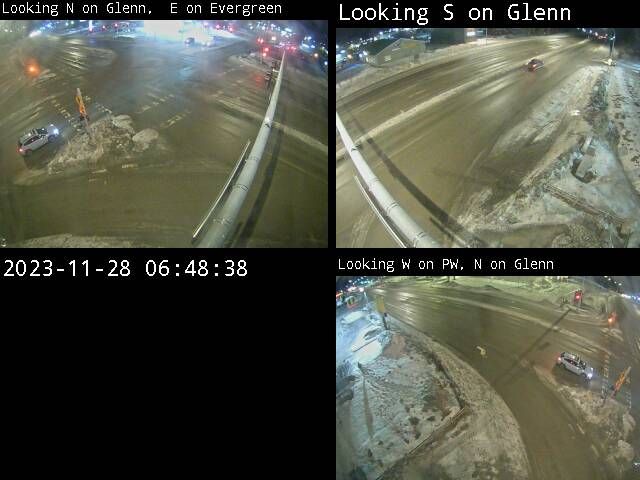 Looking N on Glenn,  E on Evergreen
Looking S on Glenn
2023-11-28 06:48:38
Looking W on PW, N on Glenn